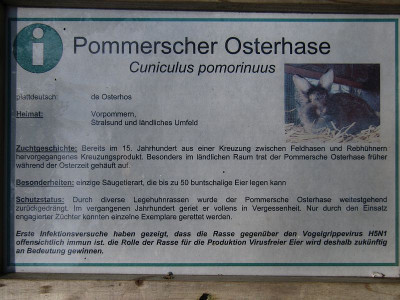 i
Pommerscher Osterhase
Cuniculus pomorinuus
plattdeutsch: de Osterhos
Heimat: Vorpommern,
Stralsund und ländliches Umfeld
Zuchtgeschichte: Bereits im 15. Jahrhundert aus einer Kreuzung zwischen Feldhasen und Rebhühnern
hervorgegangenes Kreuzungsprodukt. Besonders im ländlichen Raum trat der Pommersche Osterhase früher
während der Osterzeit gehäuft auf
Besonderheiten: einzige Säugetierart, die bis zu 50 buntschalige Eier legen kann
Schutzstatus: Durch diverse Legehuhnrassen wurde der Pommersche Osterhase weitestgehend
zurückgedrängt. Im vergangenen Jahrhundert geriet er vollens in Vergessenheit. Nur durch den Einsatz
engagierter Züchter kannten einzelne Exemplare gerettet werden.
Erste Infektionsversuche haben gezeigt, dass die Rasse gegenüber den Vogelgrippevirus H5N1
offensichtlich immun ist. die Rolle der Rasse für die Produktion Virusfreier Eier wird deshalb zukünftig
an Bedeutung gewinnen.